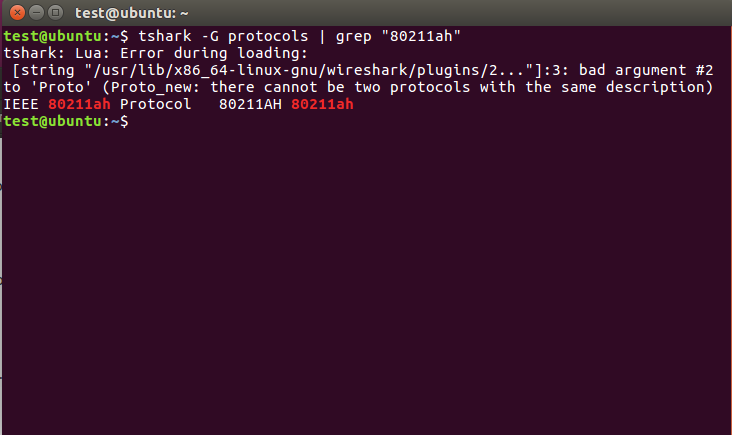 test@ubuntu: ~
test@ubuntu:~$ tshark -G protocols | grep "80211ah"
tshark: Lua: Error during loading:
 [string "/usr/lib/x86_64-linux-gnu/wireshark/plugins/2..."]:3: bad argument #2
to 'Proto' (Proto_new: there cannot be two protocols with the same description)
IEEE 80211ah Protocol   80211AH 80211ah
test@ubuntu:~$